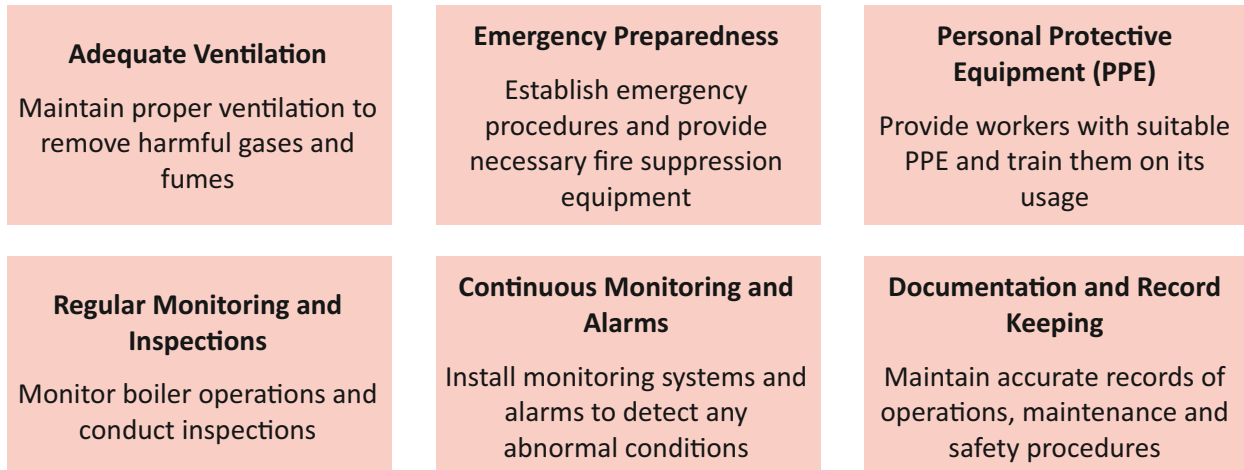 Adequate Ventilation
Maintain proper ventilation to
remove harmful gases and
fumes
Emergency Preparedness
Establish emergency
procedures and provide
necessary fire suppression
equipment
Personal Protective
Equipment (PPE)
Provide workers with suitable
PPE and train them on its
usage
Regular Monitoring and
Inspections
Monitor boiler operations and
conduct inspections
Continuous Monitoring and
Alarms
Install monitoring systems and
alarms to detect any
abnormal conditions
Documentation and Record
Keeping
Maintain accurate records of
operations, maintenance and
safety procedures